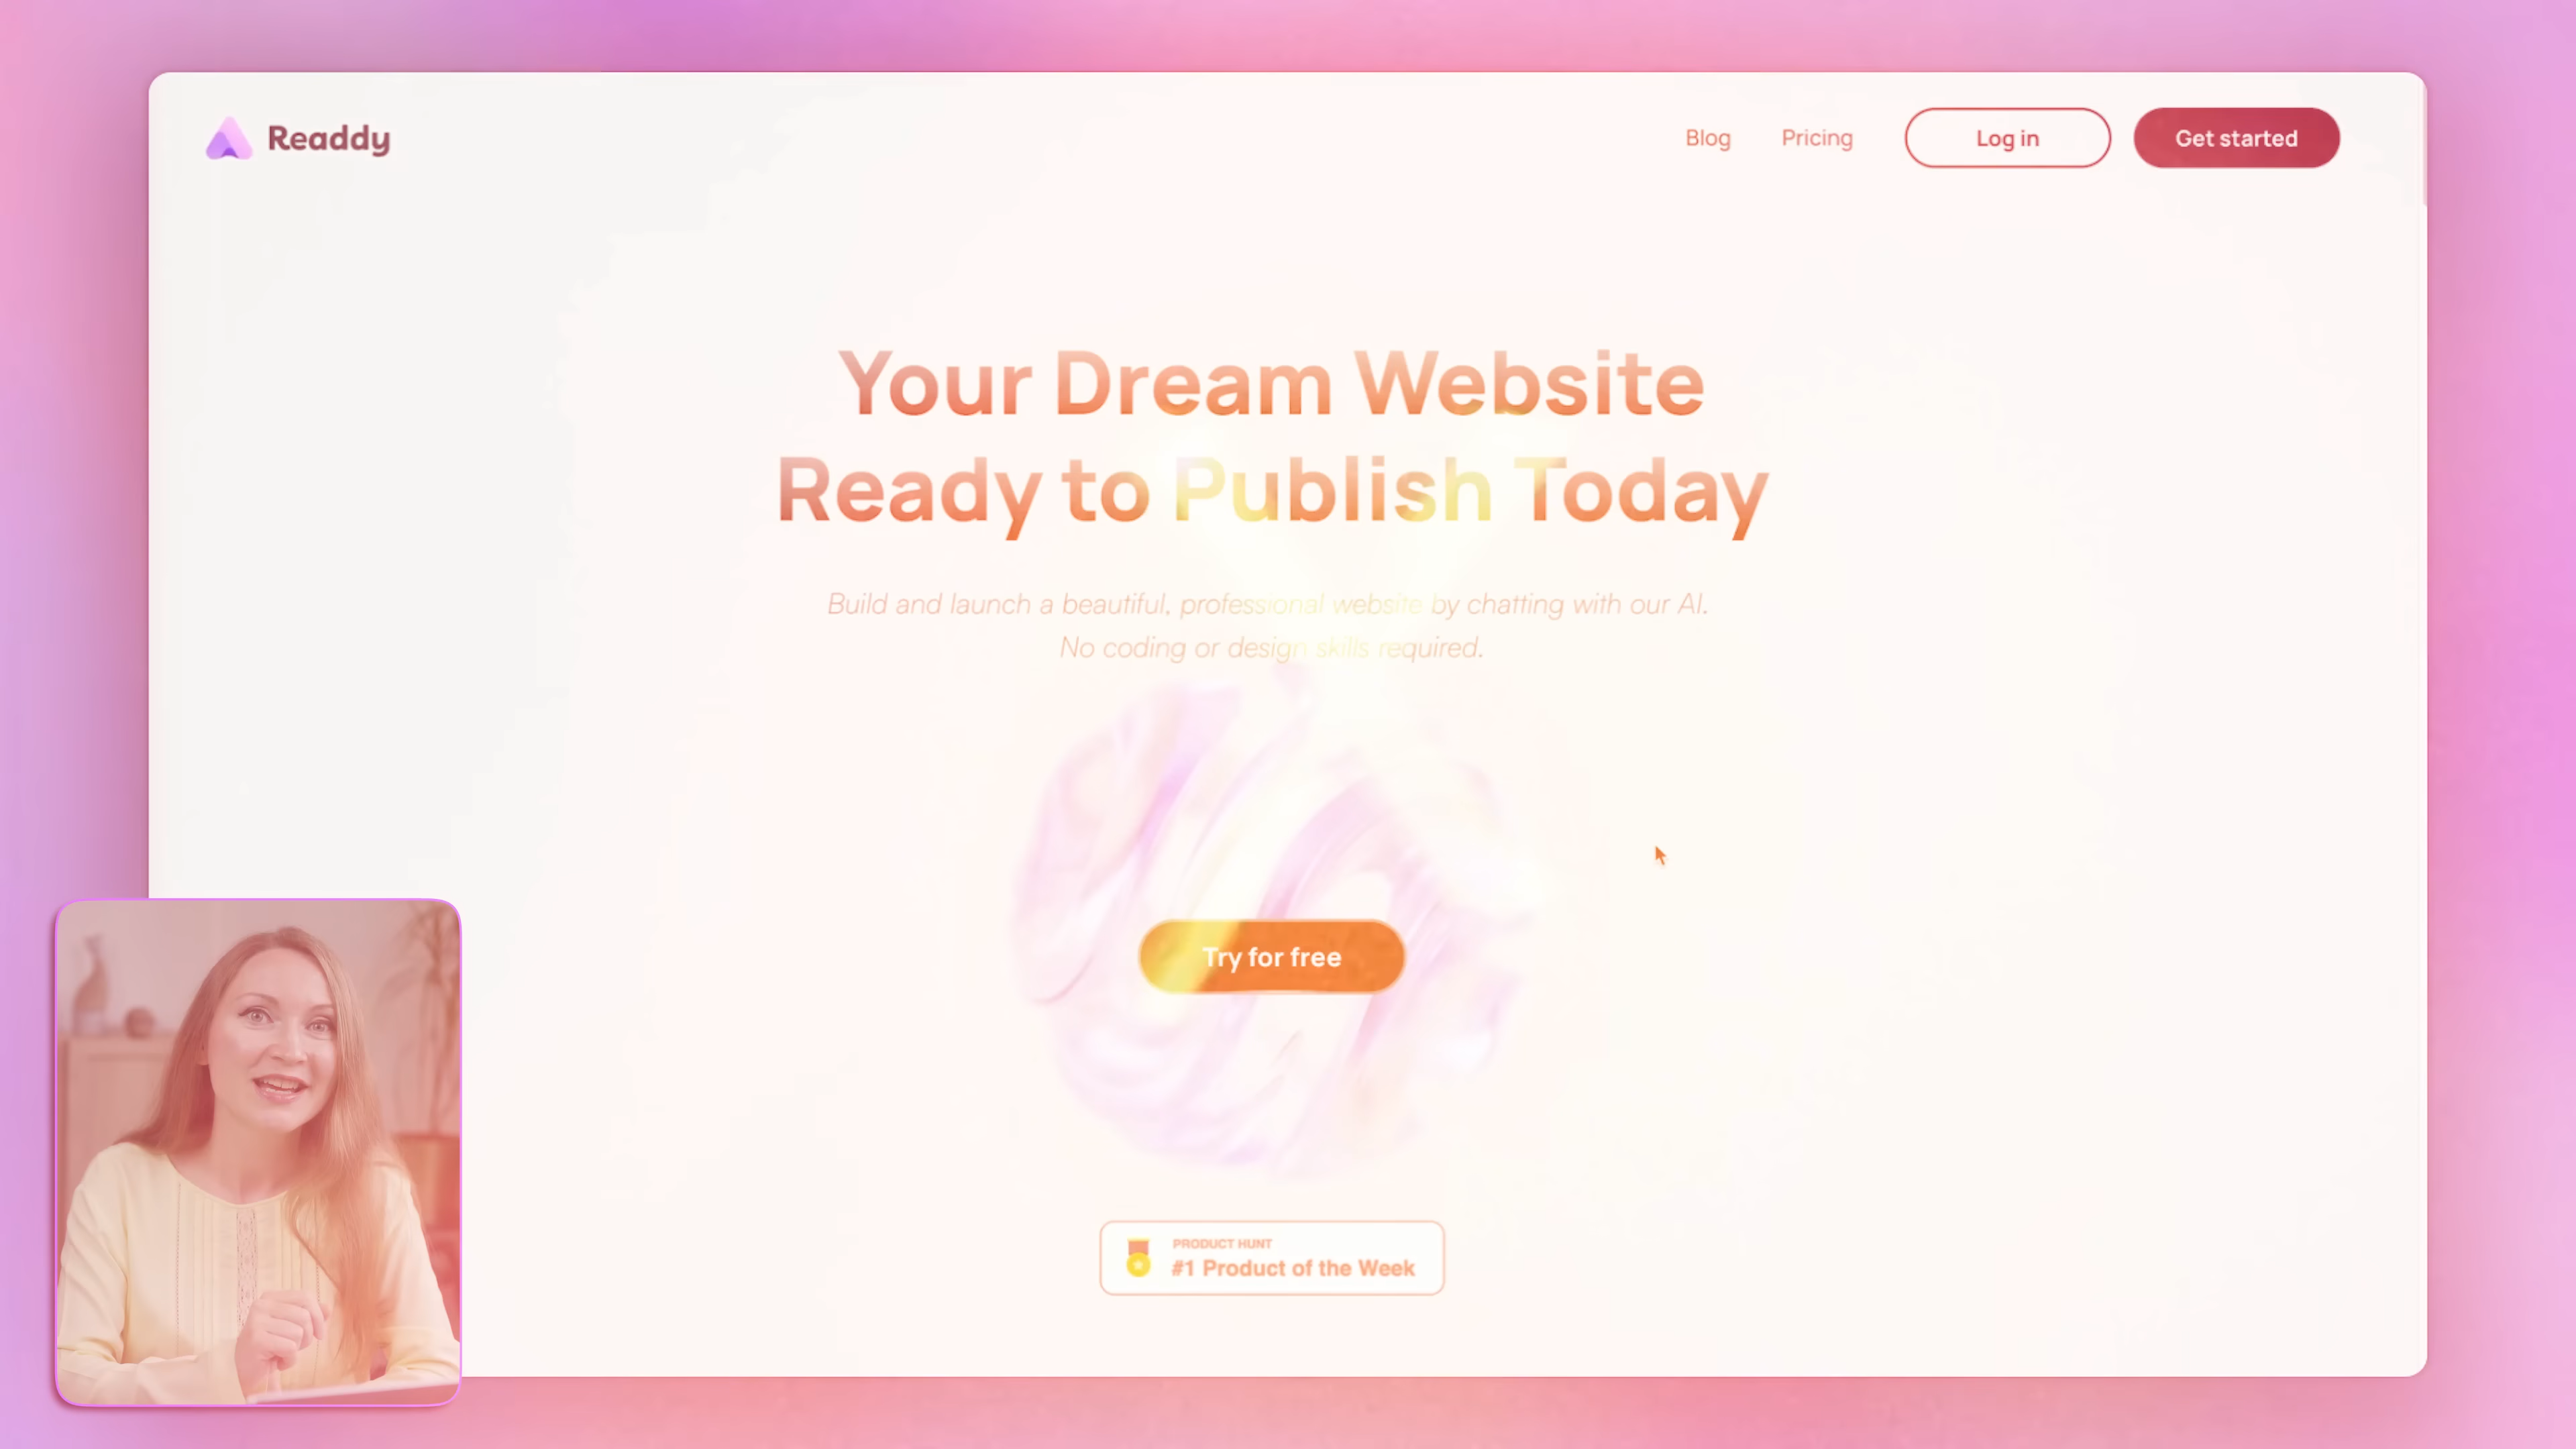 Readdy
Blog
Pricing
Log in
Get started
Your Dream Website
Ready to Publish Today
Build and launch a beautiful, professional website by chatting with our AI.
No coding or design skills required.
Try for free
PRODUCT HUNT
#1 Product of the Week